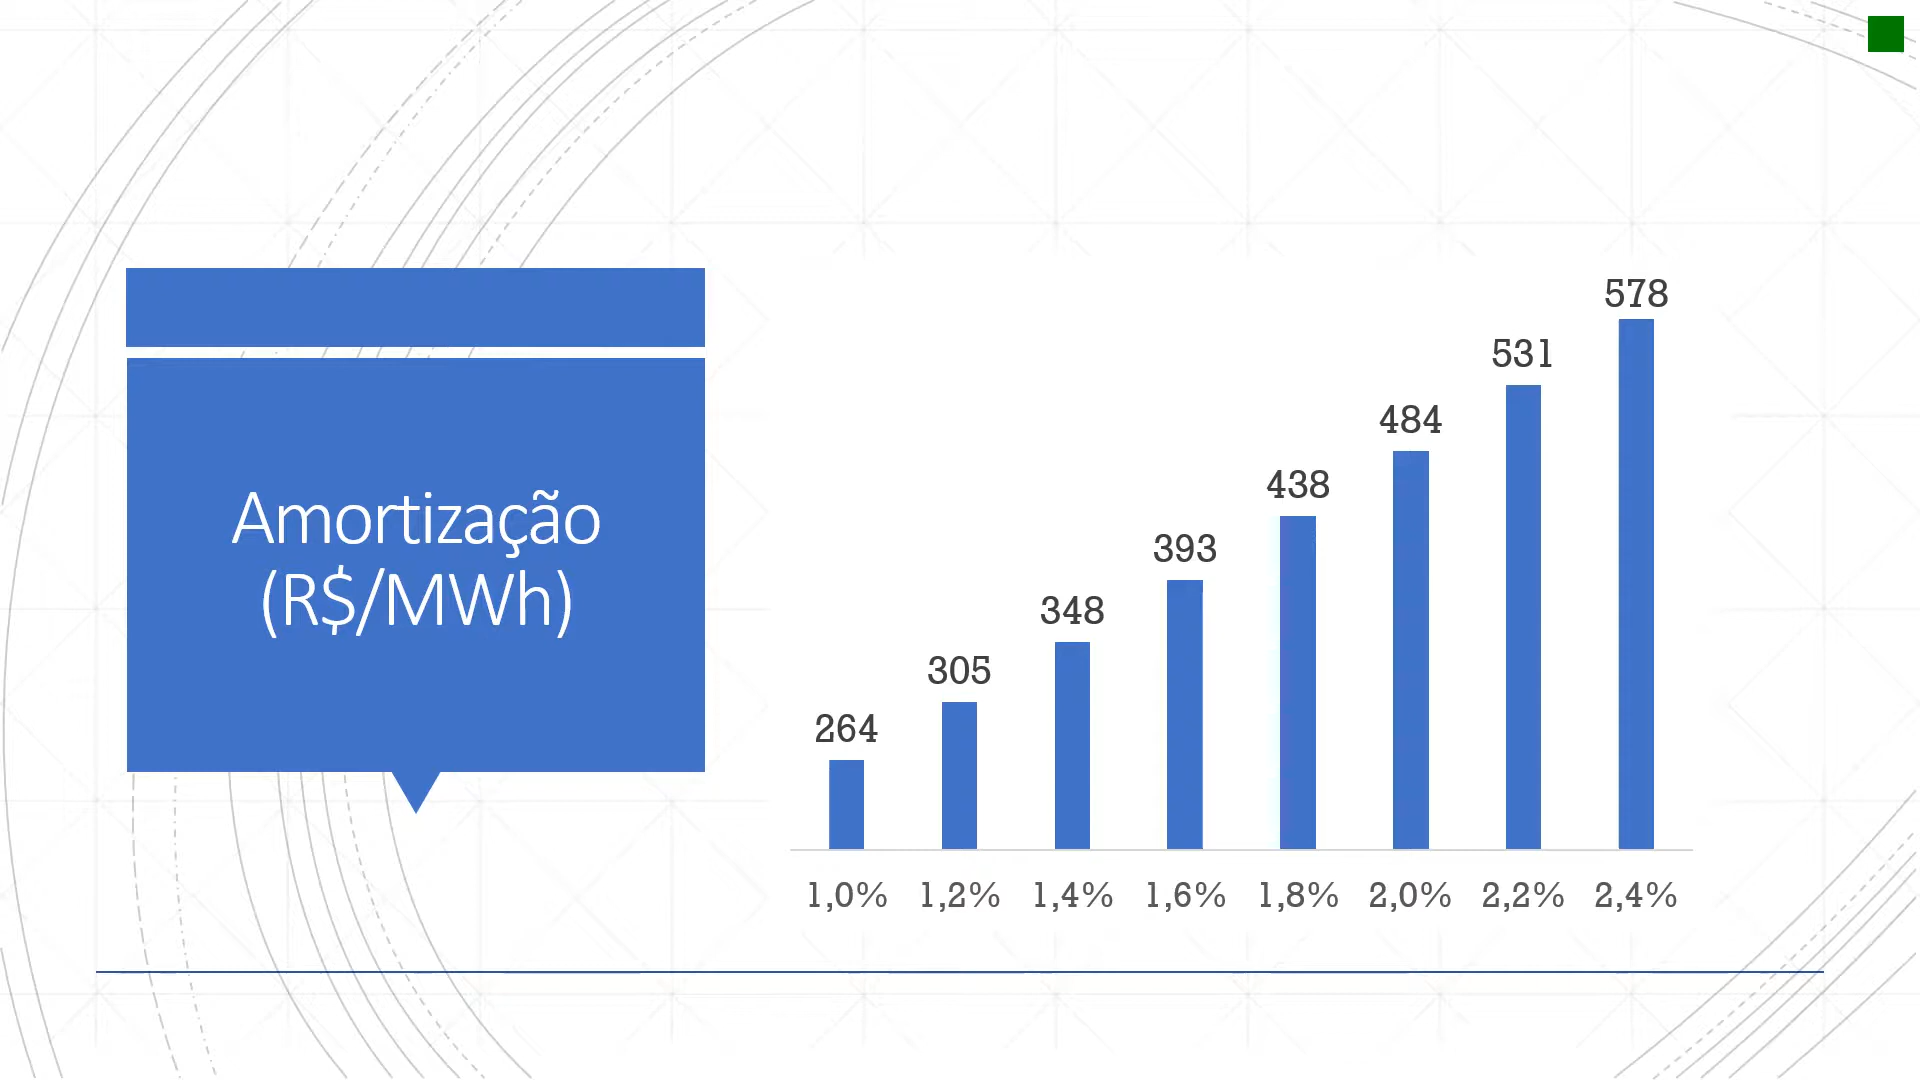 Amortização
(R$/MWh)
264 305 348 393 438 484 531 578
1,0% 1,2% 1,4% 1,6% 1,8% 2,0% 2,2% 2,4%